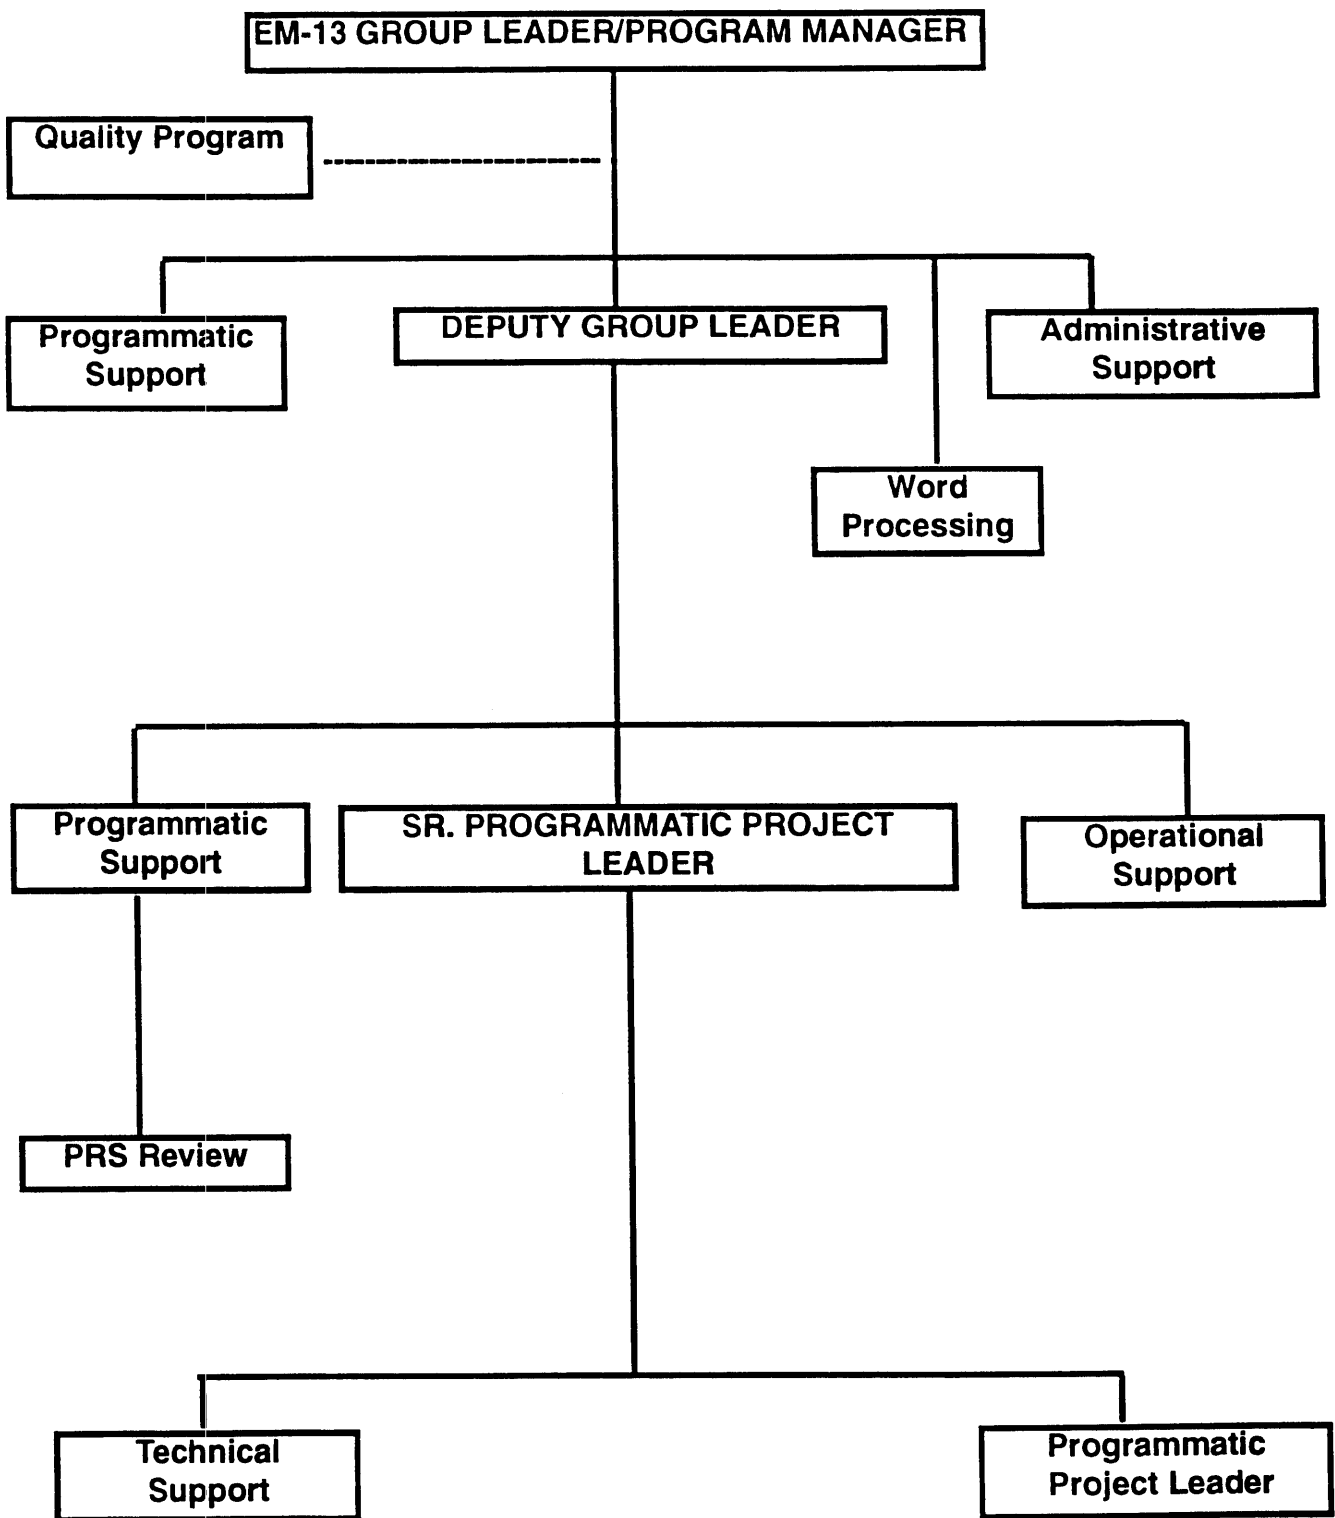 EM-13 GROUP LEADER/PROGRAM MANAGER
Quality Program
Programmatic
Support
DEPUTY GROUP LEADER
Administrative
Support
Word
Processing
Programmatic
Support
SR. PROGRAMMATIC PROJECT
LEADER
Operational
Support
PRS Review
Technical
Support
Programmatic
Project Leader